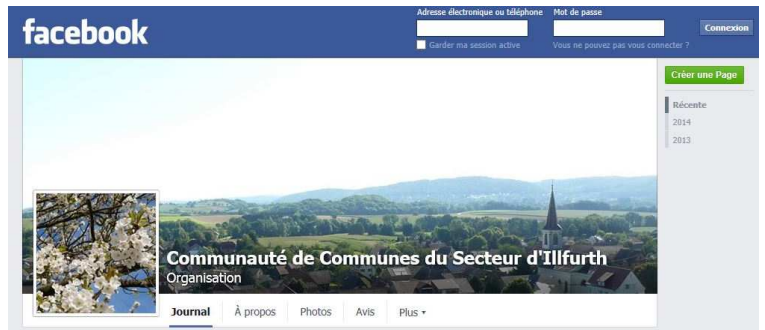 facebook
Adresse électronique ou téléphone
Mot de passe
Connexion
Garder ma session active
Vous ne pouvez pas vous connecter ?
Créer une Page
Récente
2014
2013
Communauté de Communes du Secteur d'Illfurth
Organisation
Journal À propos Photos Avis Plus